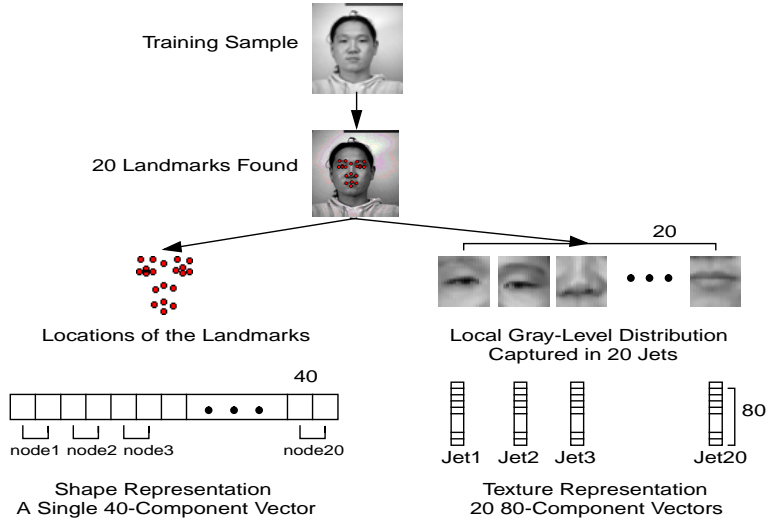 Training Sample
20 Landmarks Found
20
Locations of the Landmarks
Local Gray-Level Distribution
Captured in 20 Jets
40
node1 node2 node3 node20
80
Jet1 Jet2 Jet3 Jet20
Shape Representation
A Single 40-Component Vector
Texture Representation
20 80-Component Vectors